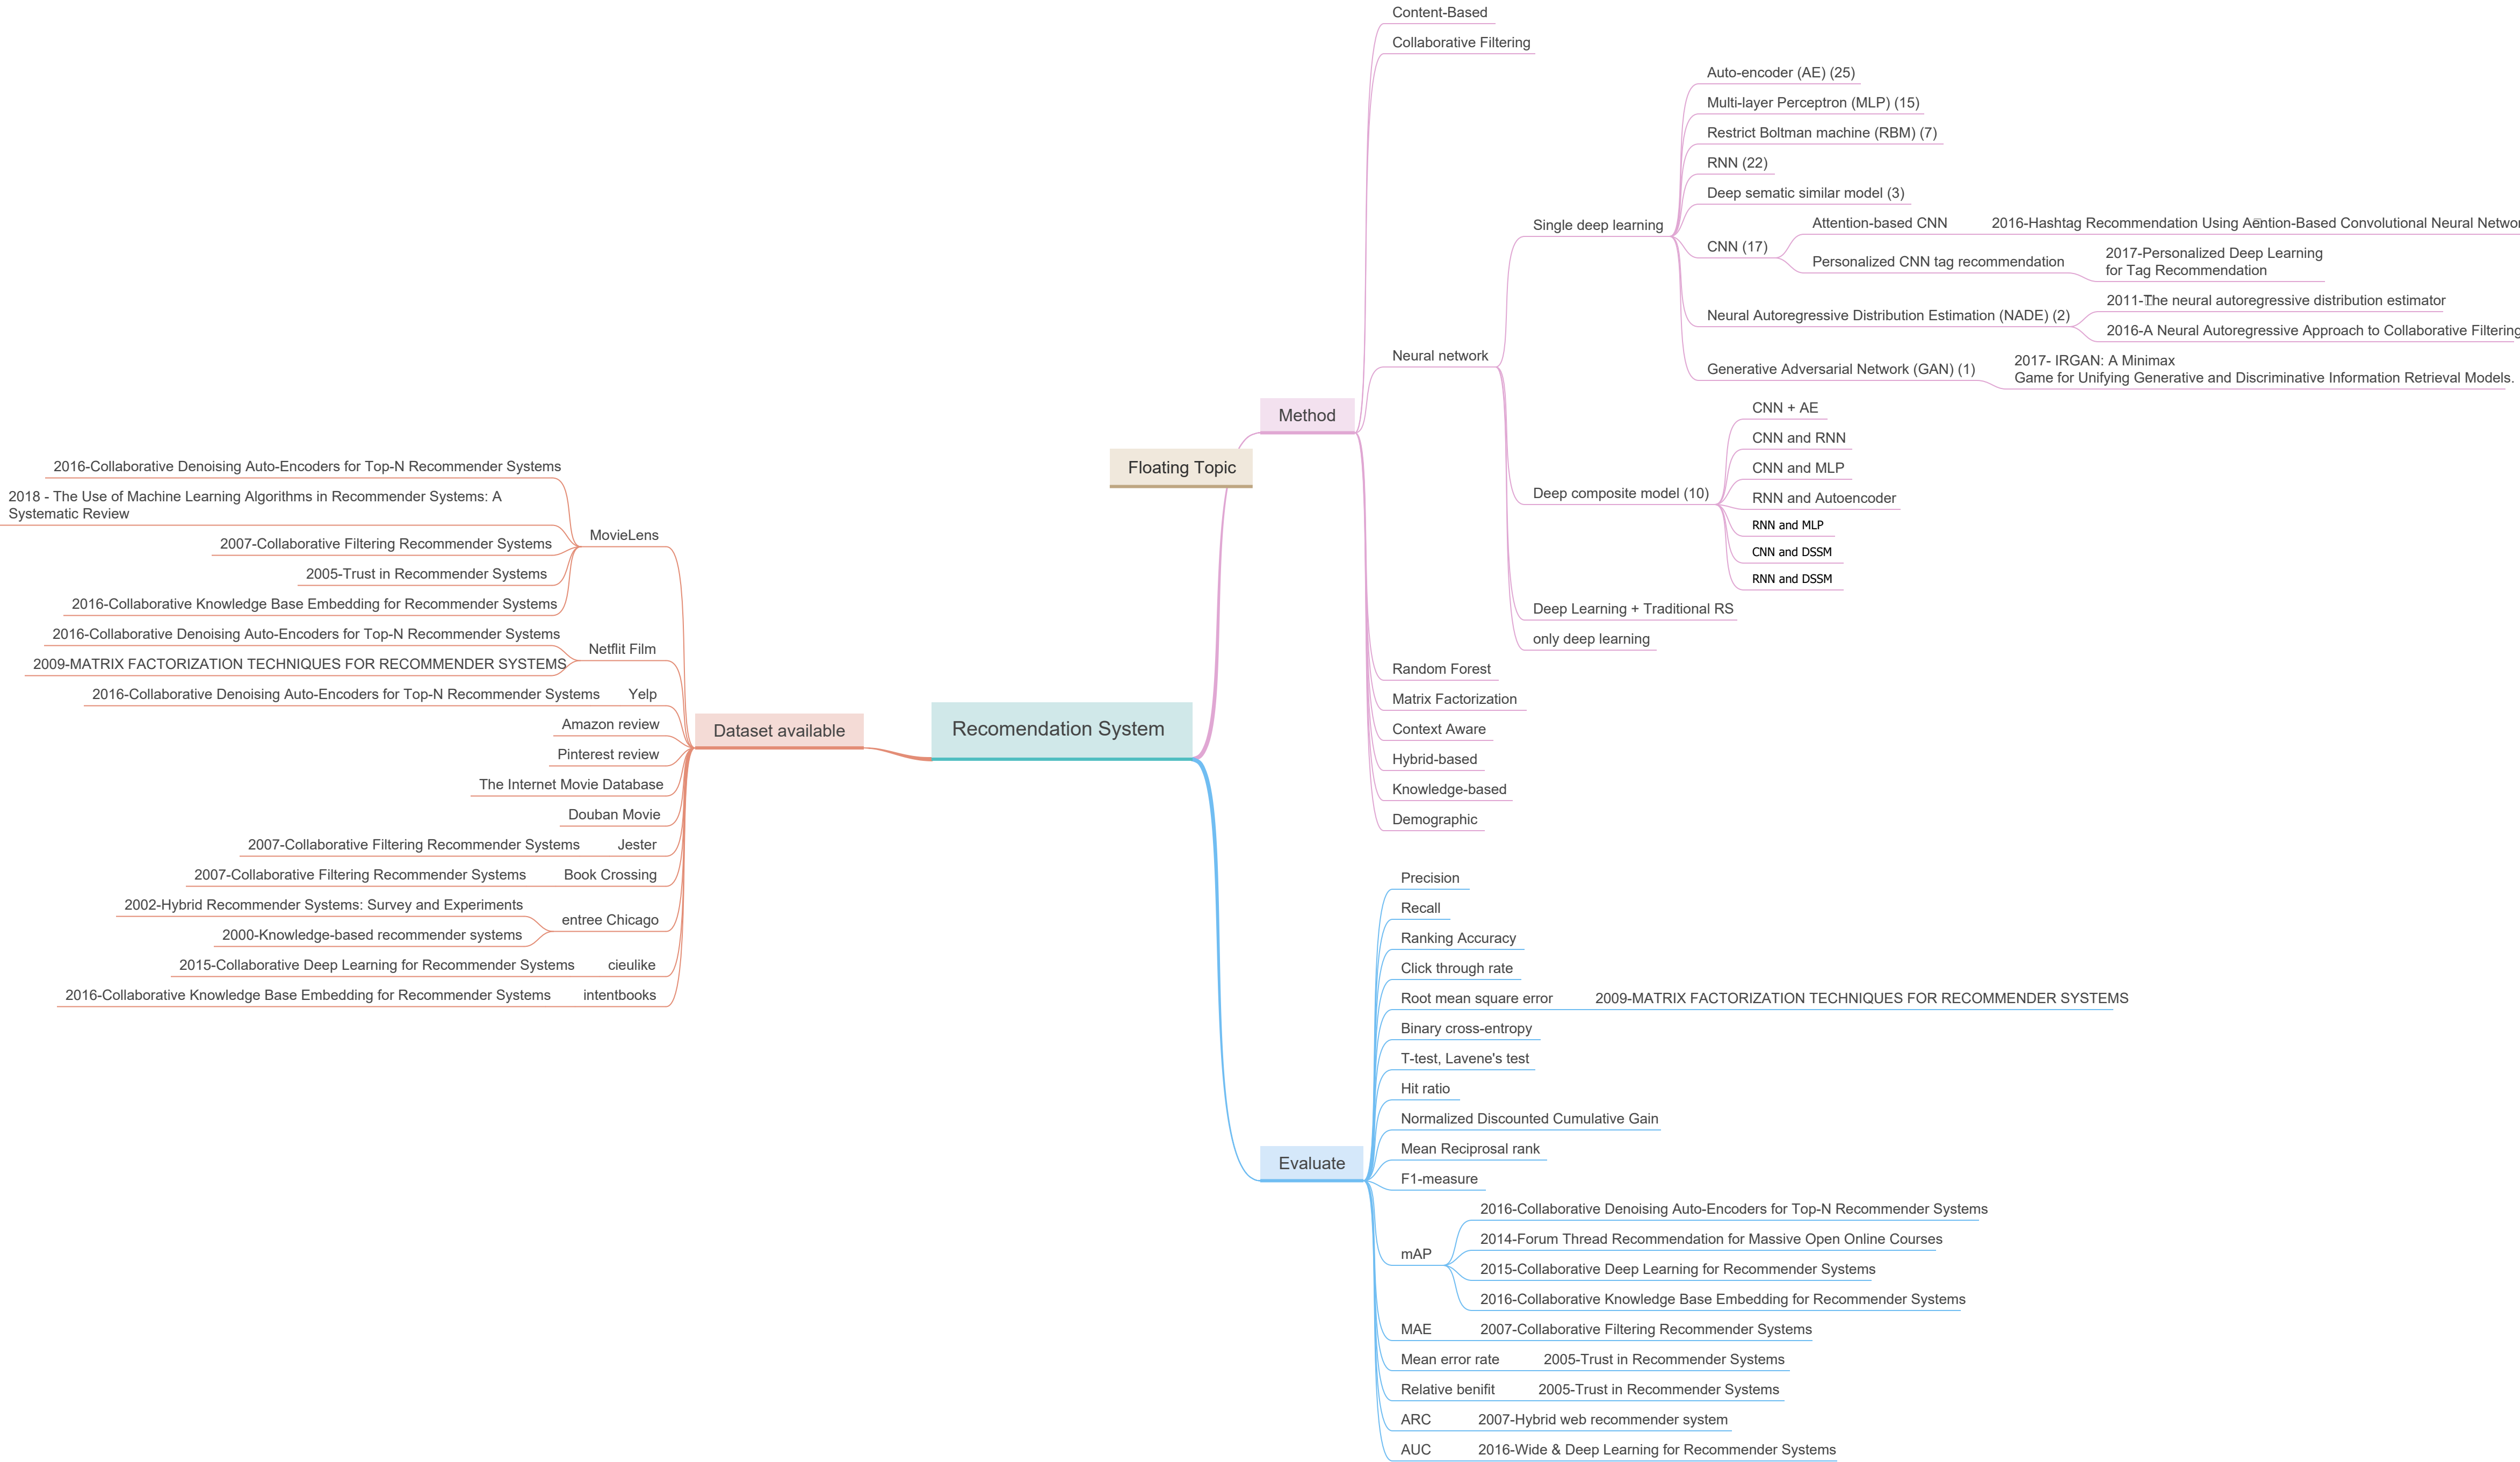 Content-Based
Collaborative Filtering
Auto-encoder (AE) (25)
Multi-layer Perceptron (MLP) (15)
Restrict Boltman machine (RBM) (7)
RNN (22)
Deep sematic similar model (3)
Single deep learning
CNN (17)
Attention-based CNN
2016-Hashtag Recommendation Using Aention-Based Convolutional Neural Networ
Personalized CNN tag recommendation
2017-Personalized Deep Learning
for Tag Recommendation
Neural Autoregressive Distribution Estimation (NADE) (2)
2011-The neural autoregressive distribution estimator
2016-A Neural Autoregressive Approach to Collaborative Filtering
Neural network
Generative Adversarial Network (GAN) (1)
2017- IRGAN: A Minimax
Game for Unifying Generative and Discriminative Information Retrieval Models.
Method
Floating Topic
Deep composite model (10)
CNN + AE
CNN and RNN
CNN and MLP
RNN and Autoencoder
RNN and MLP
CNN and DSSM
RNN and DSSM
Deep Learning + Traditional RS
only deep learning
Random Forest
Matrix Factorization
Context Aware
Hybrid-based
Knowledge-based
Demographic
Recomendation System
Dataset available
MovieLens
2016-Collaborative Denoising Auto-Encoders for Top-N Recommender Systems
2018 - The Use of Machine Learning Algorithms in Recommender Systems: A
Systematic Review
2007-Collaborative Filtering Recommender Systems
2005-Trust in Recommender Systems
2016-Collaborative Knowledge Base Embedding for Recommender Systems
Netflit Film
2016-Collaborative Denoising Auto-Encoders for Top-N Recommender Systems
2009-MATRIX FACTORIZATION TECHNIQUES FOR RECOMMENDER SYSTEMS
2016-Collaborative Denoising Auto-Encoders for Top-N Recommender Systems
Yelp
Amazon review
Pinterest review
The Internet Movie Database
Douban Movie
2007-Collaborative Filtering Recommender Systems
Jester
2007-Collaborative Filtering Recommender Systems
Book Crossing
2002-Hybrid Recommender Systems: Survey and Experiments
entree Chicago
2000-Knowledge-based recommender systems
2015-Collaborative Deep Learning for Recommender Systems
cieulike
2016-Collaborative Knowledge Base Embedding for Recommender Systems
intentbooks
Evaluate
Precision
Recall
Ranking Accuracy
Click through rate
Root mean square error
2009-MATRIX FACTORIZATION TECHNIQUES FOR RECOMMENDER SYSTEMS
Binary cross-entropy
T-test, Lavene's test
Hit ratio
Normalized Discounted Cumulative Gain
Mean Reciprosal rank
F1-measure
mAP
2016-Collaborative Denoising Auto-Encoders for Top-N Recommender Systems
2014-Forum Thread Recommendation for Massive Open Online Courses
2015-Collaborative Deep Learning for Recommender Systems
2016-Collaborative Knowledge Base Embedding for Recommender Systems
MAE
2007-Collaborative Filtering Recommender Systems
Mean error rate
2005-Trust in Recommender Systems
Relative benifit
2005-Trust in Recommender Systems
ARC
2007-Hybrid web recommender system
AUC
2016-Wide & Deep Learning for Recommender Systems